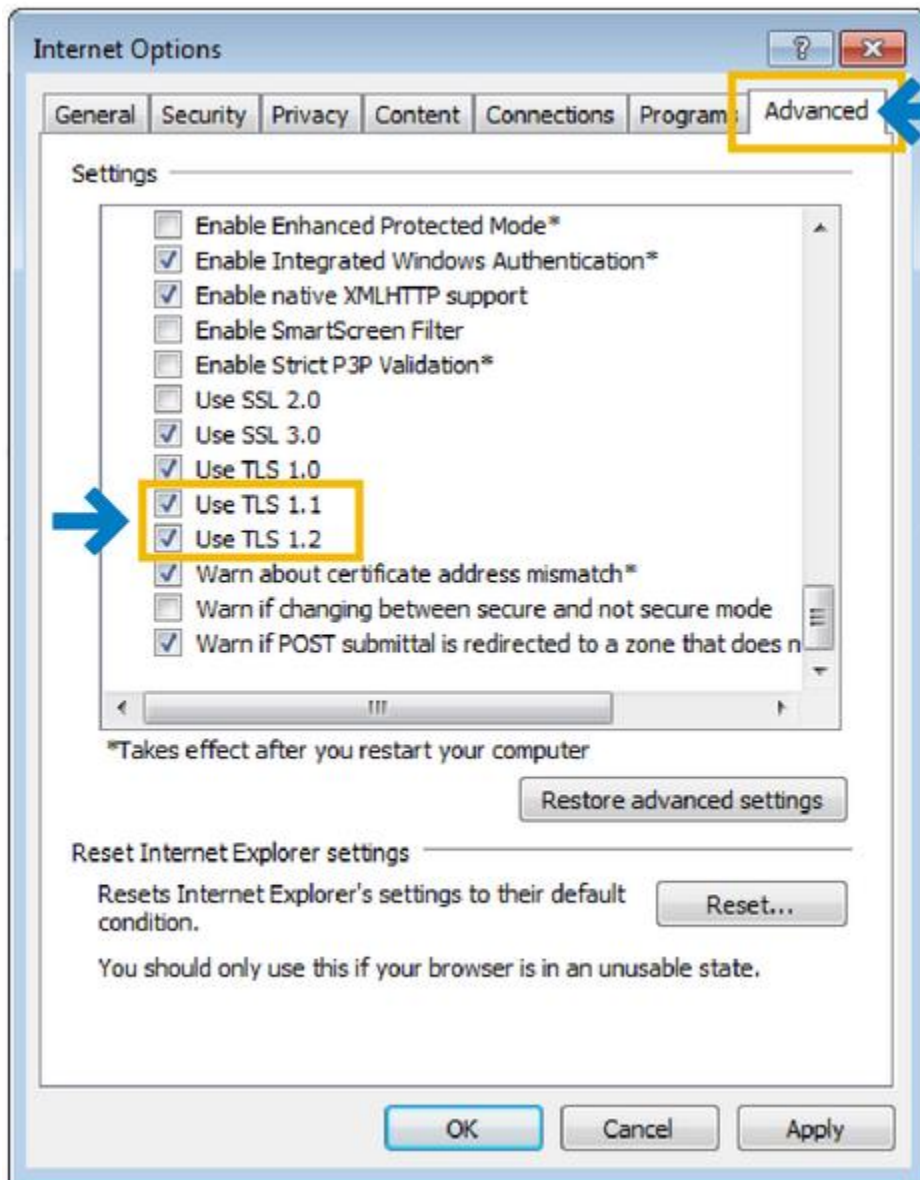 Internet Options
General Security Privacy Content Connections Programs Advanced
Settings
Enable Enhanced Protected Mode*
Enable Integrated Windows Authentication*
Enable native XMLHTTP support
Enable SmartScreen Filter
Enable Strict P3P Validation*
Use SSL 2.0
Use SSL 3.0
Use TLS 1.0
Use TLS 1.1
Use TLS 1.2
Warn about certificate address mismatch*
Warn if changing between secure and not secure mode
Warn if POST submittal is redirected to a zone that does n
*Takes effect after you restart your computer
Restore advanced settings
Reset Internet Explorer settings
Resets Internet Explorer's settings to their default
condition.
Reset...
You should only use this if your browser is in an unusable state.
OK Cancel Apply